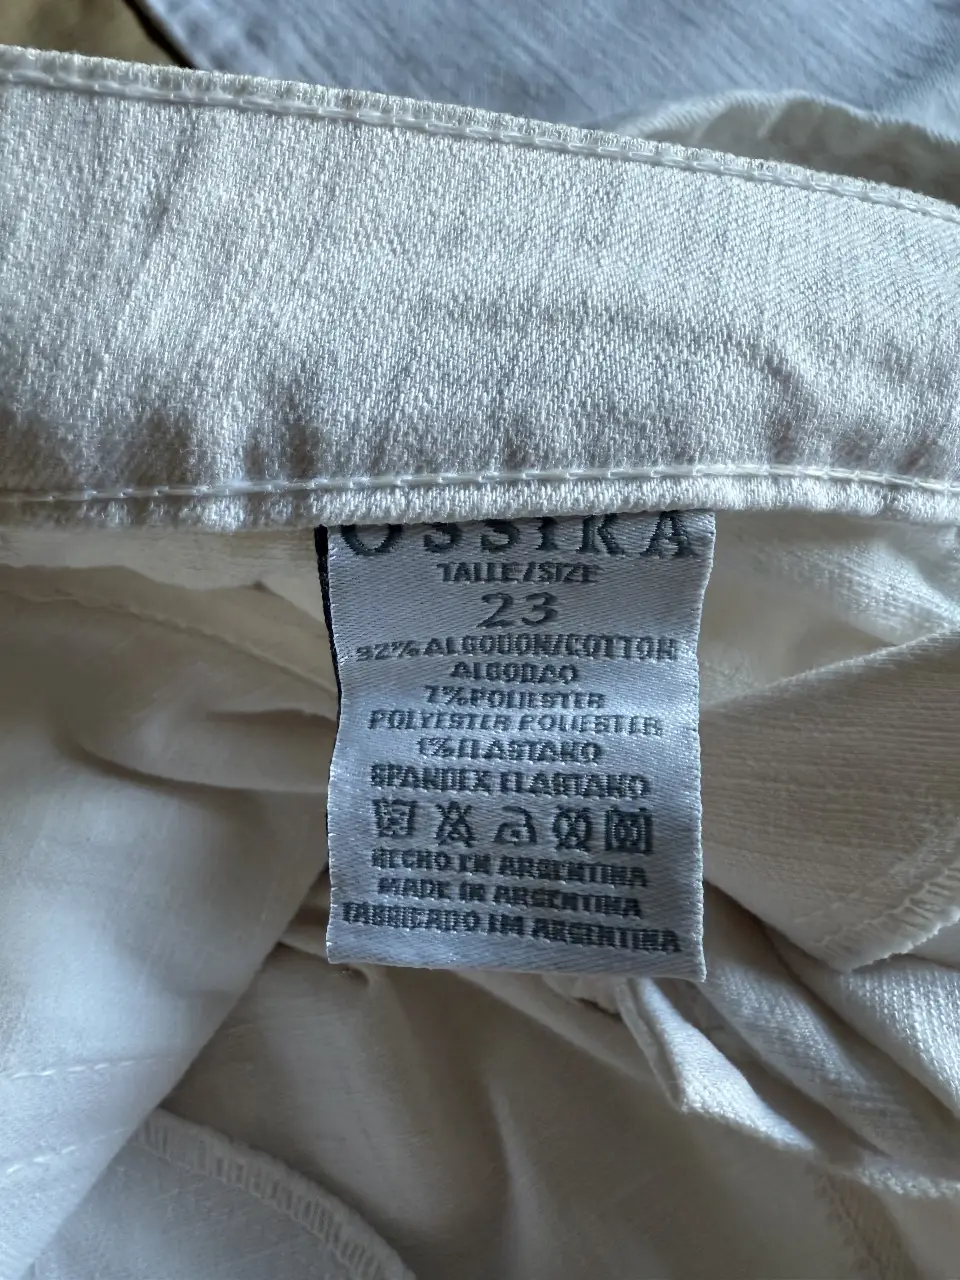 OSSIRA
TALLE/SIZE
23
92% ALGODON/COTTON
ALGODAO
7% POLIESTER
POLYESTER POLIESTER
1% ELASTANO
SPANDEX ELASTANO
HECHO EN ARGENTINA
MADE IN ARGENTINA
FABRICADO EM ARGENTINA